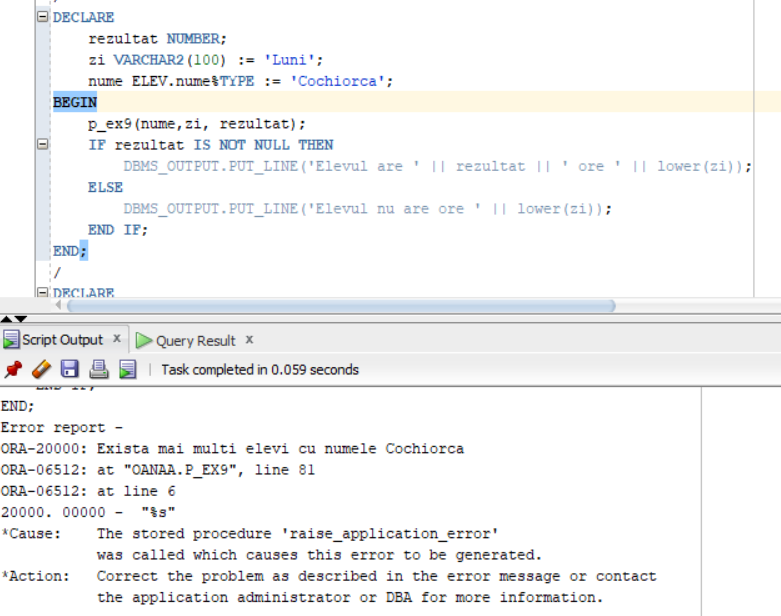 DECLARE
rezultat NUMBER;
zi VARCHAR2(100) := 'Luni';
nume ELEV.nume%TYPE := 'Cochiorca';
BEGIN
p_ex9(nume,zi, rezultat);
IF rezultat IS NOT NULL THEN
DBMS_OUTPUT.PUT_LINE('Elevul are ' || rezultat || ' ore ' || lower(zi));
ELSE
DBMS_OUTPUT.PUT_LINE('Elevul nu are ore ' || lower(zi));
END IF;
END;
/
DECLARE
Script Output x Query Result x
Task completed in 0.059 seconds
END IF;
END;
Error report -
ORA-20000: Exista mai multi elevi cu numele Cochiorca
ORA-06512: at "OANAA.P_EX9", line 81
ORA-06512: at line 6
20000. 00000 -  "%s"
*Cause:    The stored procedure 'raise_application_error'
was called which causes this error to be generated.
*Action:   Correct the problem as described in the error message or contact
the application administrator or DBA for more information.